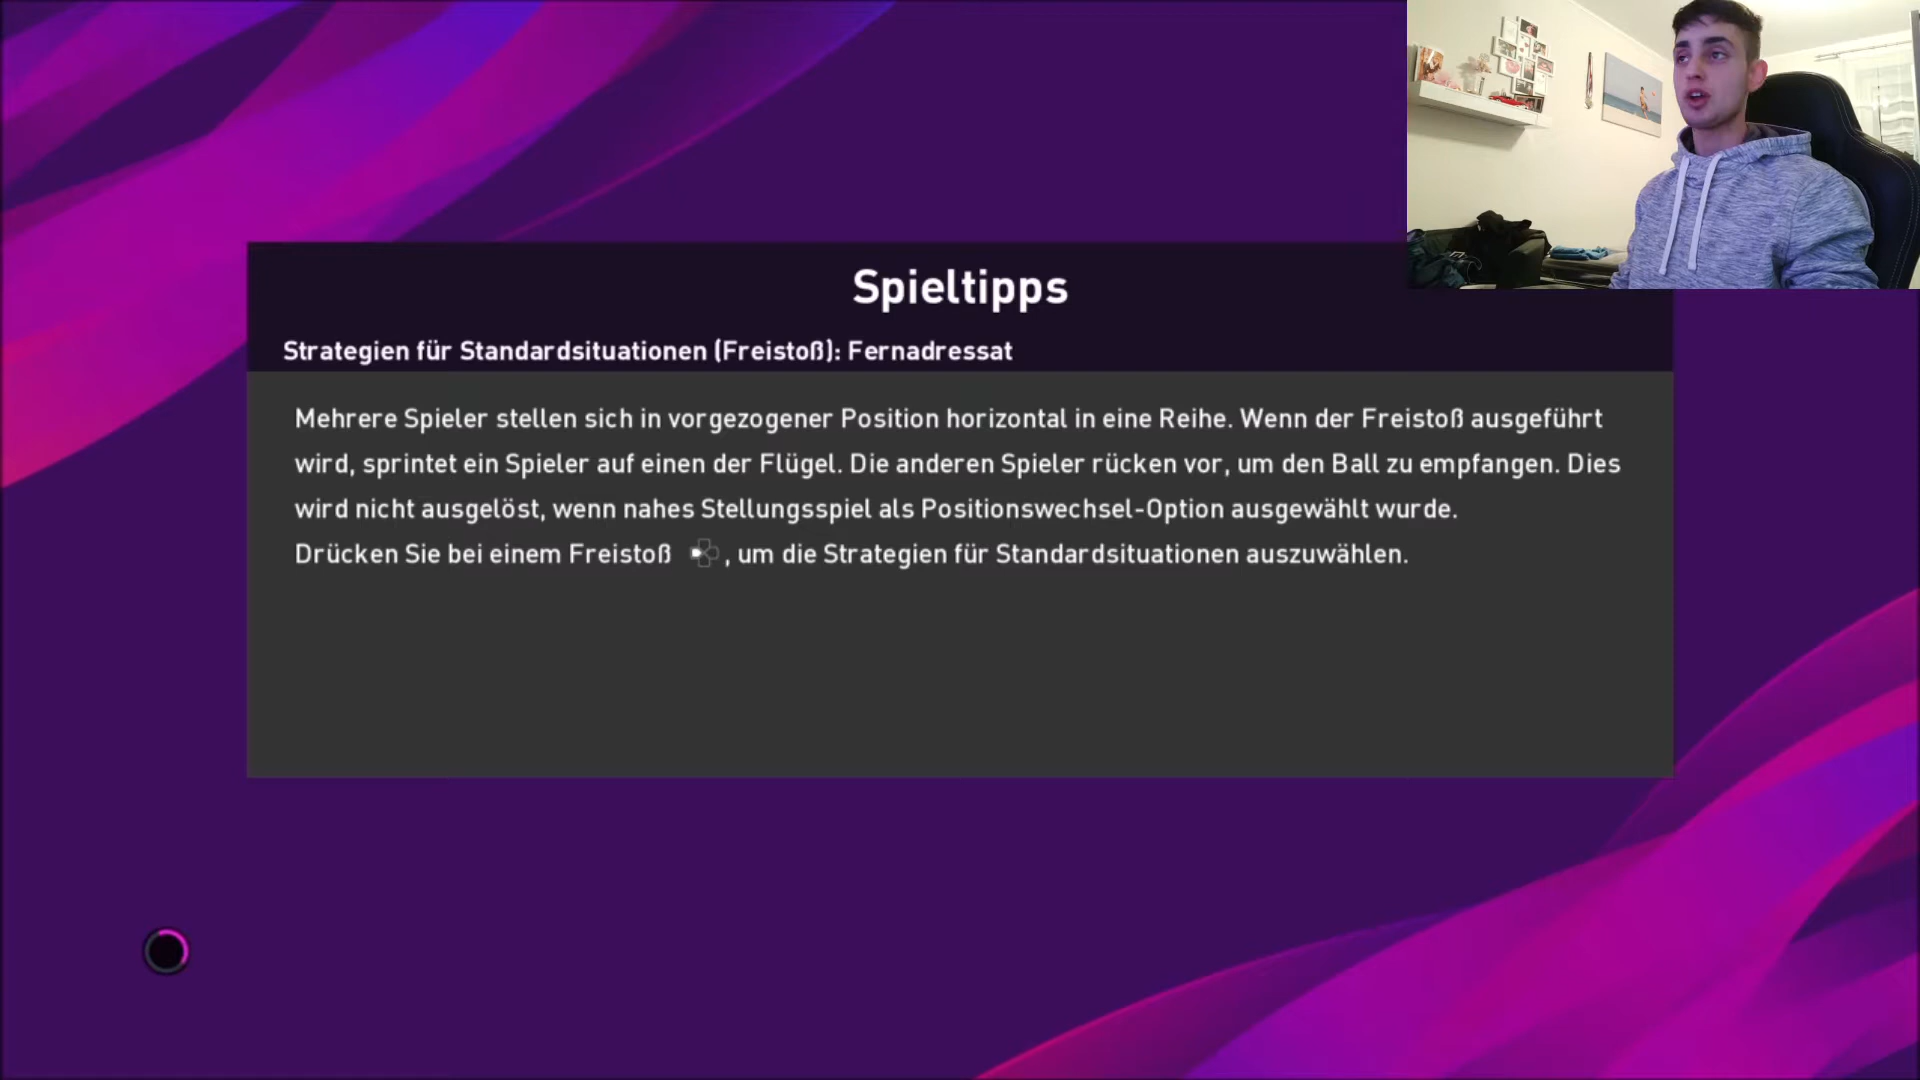 Spieltipps
Strategien für Standardsituationen (Freistoß): Fernadressat
Mehrere Spieler stellen sich in vorgezogener Position horizontal in eine Reihe. Wenn der Freistoß ausgeführt
wird, sprintet ein Spieler auf einen der Flügel. Die anderen Spieler rücken vor, um den Ball zu empfangen. Dies
wird nicht ausgelöst, wenn nahes Stellungsspiel als Positionswechsel-Option ausgewählt wurde.
Drücken Sie bei einem Freistoß , um die Strategien für Standardsituationen auszuwählen.